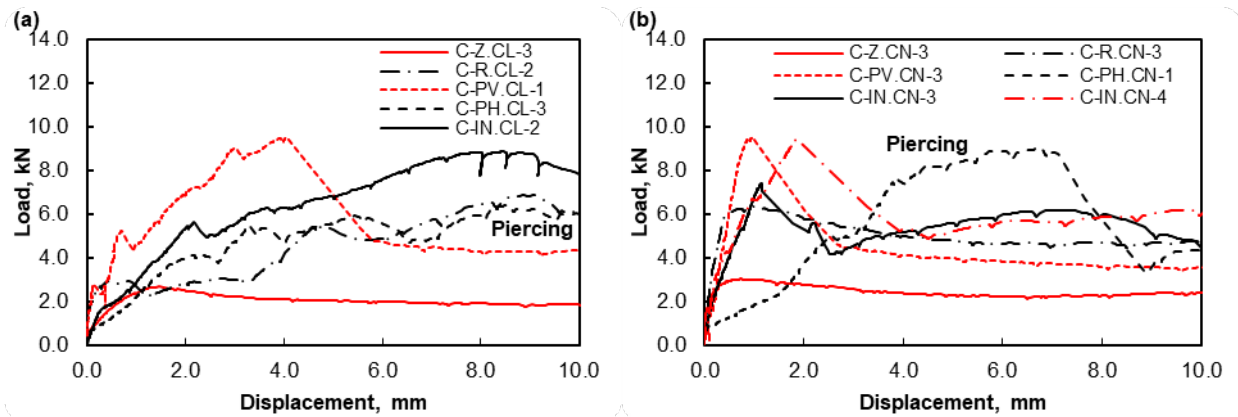 (a)
14.0
12.0
10.0
8.0
6.0
4.0
2.0
0.0
Load, kN
C-Z.CL-3
C-R.CL-2
C-PV.CL-1
C-PH.CL-3
C-IN.CL-2
Piercing
0.0 2.0 4.0 6.0 8.0 10.0
Displacement, mm
(b)
14.0
12.0
10.0
8.0
6.0
4.0
2.0
0.0
Load, kN
C-Z.CN-3 C-R.CN-3
C-PV.CN-3 C-PH.CN-1
C-IN.CN-3 C-IN.CN-4
Piercing
0.0 2.0 4.0 6.0 8.0 10.0
Displacement, mm